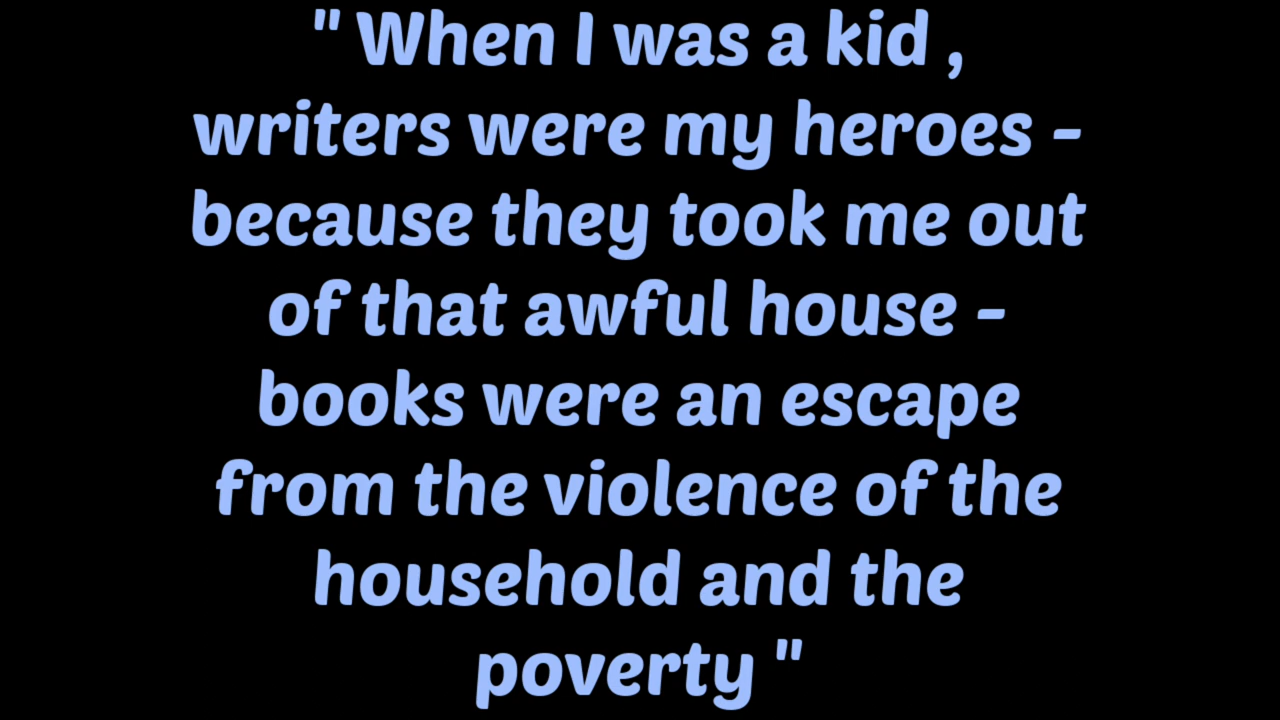 " When I was a kid ,
writers were my heroes -
because they took me out
of that awful house -
books were an escape
from the violence of the
household and the
poverty "